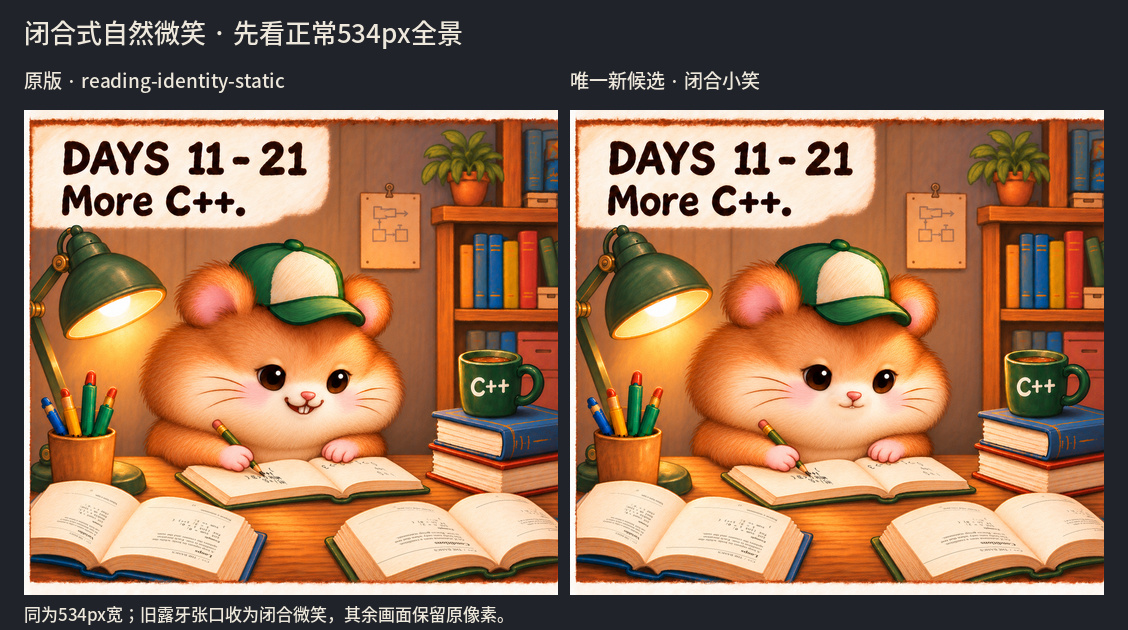 闭合式自然微笑 · 先看正常534px全景
原版 · reading-identity-static
唯一新候选 · 闭合小笑
DAYS 11-21
More C++.
C++
DAYS 11-21
More C++.
C++
同为534px宽；旧露牙张口收为闭合微笑，其余画面保留原像素。